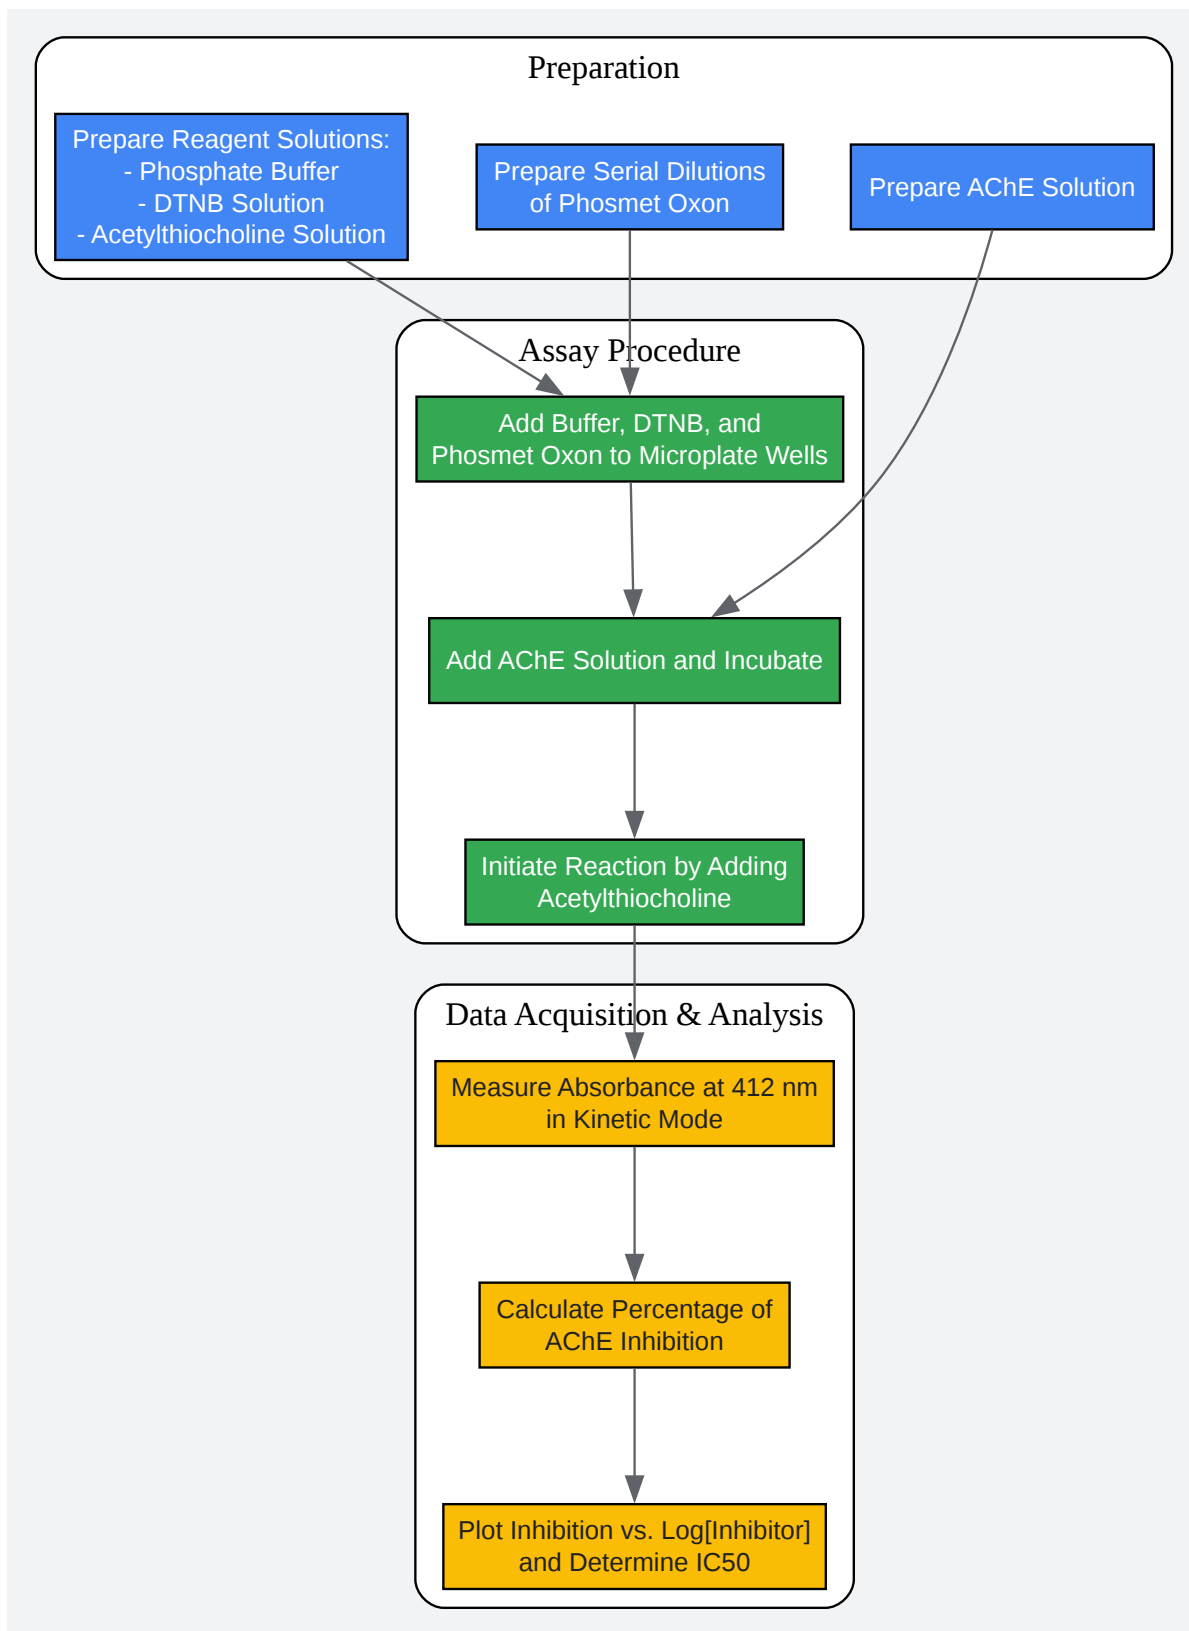 Preparation
Prepare Reagent Solutions:
- Phosphate Buffer
- DTNB Solution
- Acetylthiocholine Solution
Prepare Serial Dilutions
of Phosmet Oxon
Prepare AChE Solution
Assay Procedure
Add Buffer, DTNB, and
Phosmet Oxon to Microplate Wells
Add AChE Solution and Incubate
Initiate Reaction by Adding
Acetylthiocholine
Data Acquisition & Analysis
Measure Absorbance at 412 nm
in Kinetic Mode
Calculate Percentage of
AChE Inhibition
Plot Inhibition vs. Log[Inhibitor]
and Determine IC50